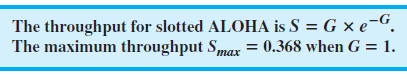 The throughput for slotted ALOHA is S = G × e⁻ᴳ.
The maximum throughput Smax = 0.368 when G = 1.